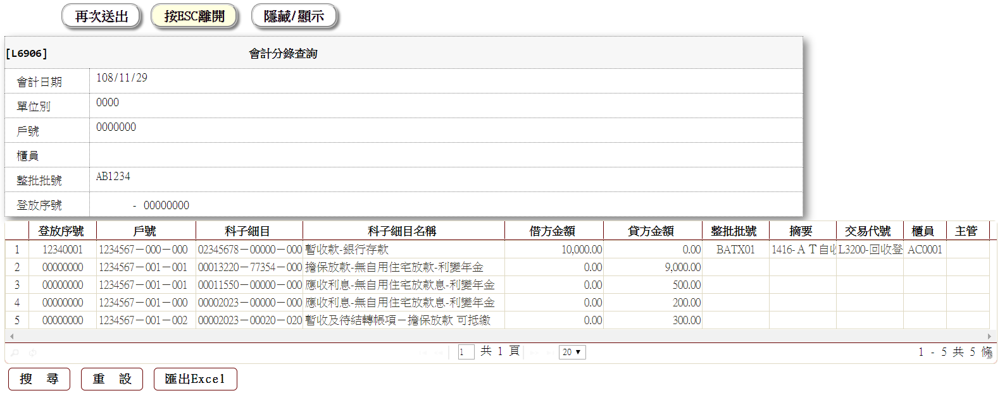 再次送出 按ESC離開 隱藏/顯示
[L6906] 會計分錄查詢
會計日期 108/11/29
單位別 0000
戶號 0000000
櫃員
整批批號 AB1234
登放序號 - 00000000
登放序號 戶號 科子細目 科子細目名稱 借方金額 貸方金額 整批批號 摘要 交易代號 櫃員 主管
1 12340001 1234567－000－000 02345678－00000－000 暫收款-銀行存款 10,000.00 0.00 BATX01 1416-ＡＴ自收 L3200-回收登 AC0001
2 00000000 1234567－001－001 00013220－77354－000 擔保放款-無自用住宅放款-利變年金 0.00 9,000.00
3 00000000 1234567－001－001 00011550－00000－000 應收利息-無自用住宅放款息-利變年金 0.00 500.00
4 00000000 1234567－001－000 00002023－00000－000 應收利息-無自用住宅放款息-利變年金 0.00 200.00
5 00000000 1234567－001－002 00002023－00020－020 暫收及待結轉帳項－擔保放款 可抵繳 0.00 300.00
1 共 1 頁 20 1 - 5 共 5 條
搜 尋 重 設 匯出Excel